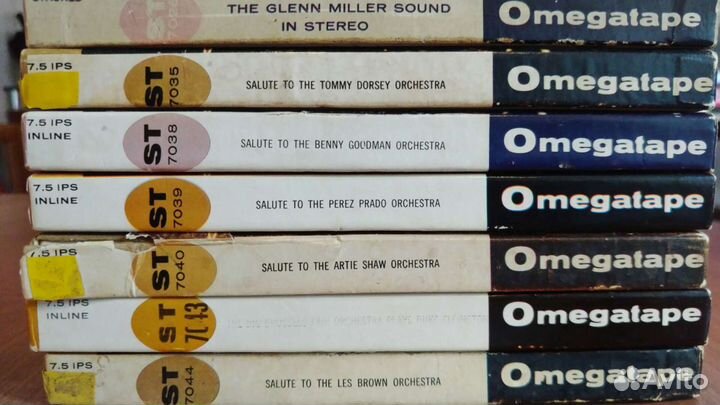 THE GLENN MILLER SOUND
IN STEREO
ST
Omegatape
7.5 IPS
ST
7035
SALUTE TO THE TOMMY DORSEY ORCHESTRA
Omegatape
7.5 IPS
INLINE
ST
7038
SALUTE TO THE BENNY GOODMAN ORCHESTRA
Omegatape
7.5 IPS
INLINE
ST
7039
SALUTE TO THE PEREZ PRADO ORCHESTRA
Omegatape
7.5 IPS
ST
7040
SALUTE TO THE ARTIE SHAW ORCHESTRA
Omegatape
7.5 IPS
INLINE
ST
7043
ORCHESTRA
Omegatape
7.5 IPS
ST
7044
SALUTE TO THE LES BROWN ORCHESTRA
Omegatape
Avito